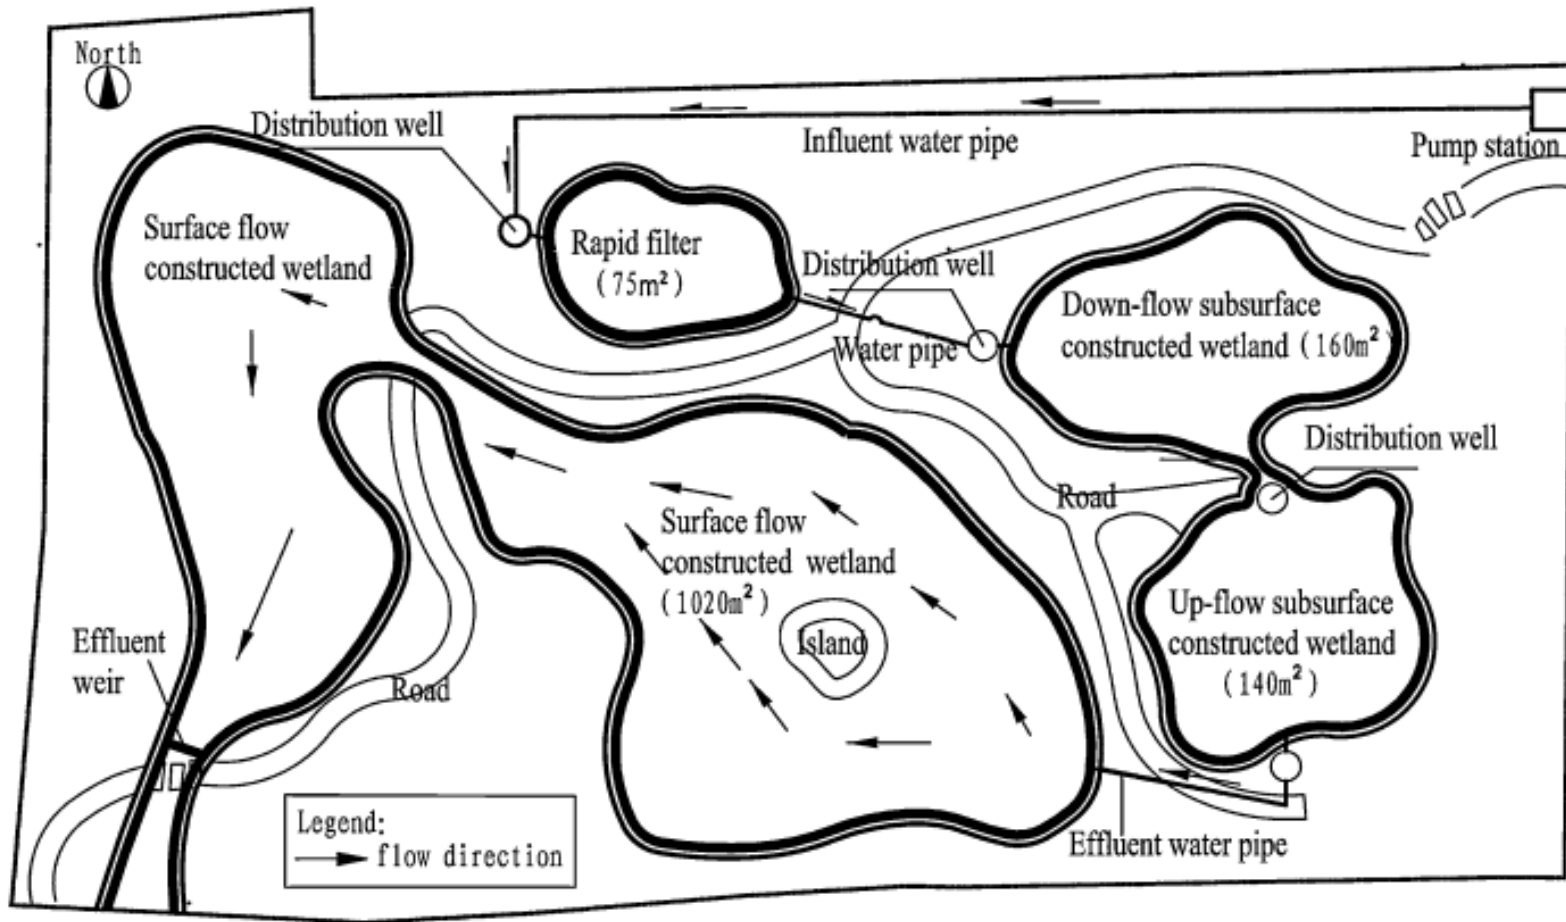 North
Distribution well
Influent water pipe
Pump station
Surface flow
constructed wetland
Rapid filter
(75m²)
Distribution well
Water pipe
Down-flow subsurface
constructed wetland (160m²)
Distribution well
Road
Surface flow
constructed wetland
(1020m²)
Island
Up-flow subsurface
constructed wetland
(140m²)
Effluent
weir
Road
Legend:
flow direction
Effluent water pipe